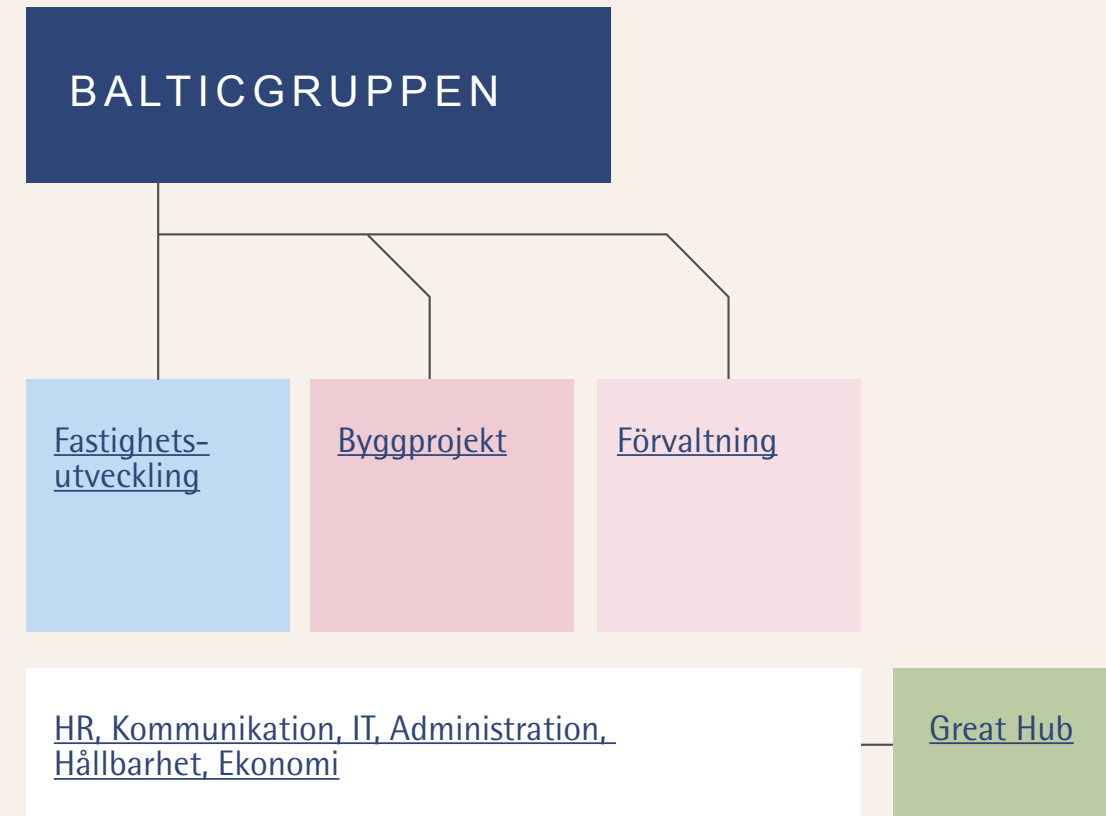 BALTICGRUPPEN
Fastighets-
utveckling
Byggprojekt
Förvaltning
HR, Kommunikation, IT, Administration,
Hållbarhet, Ekonomi
Great Hub